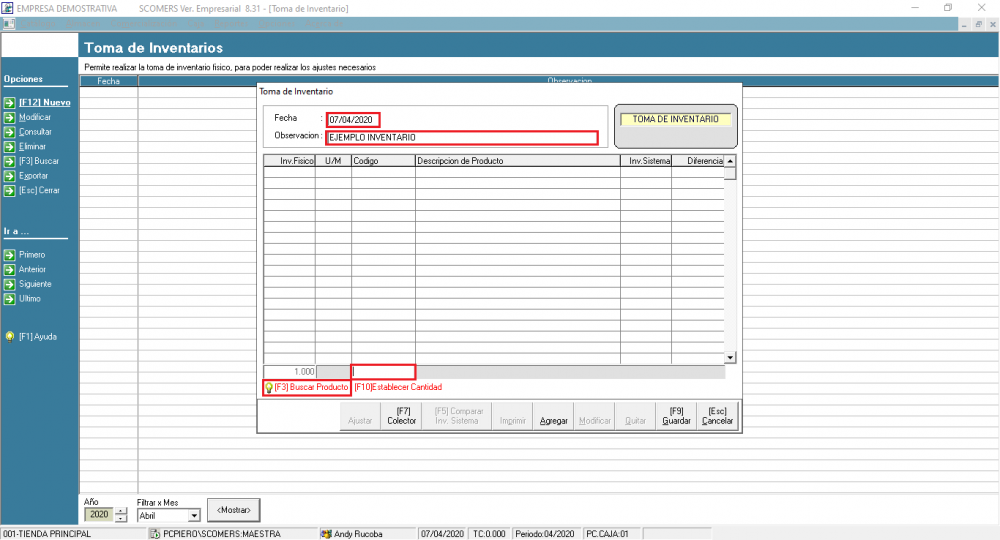 EMPRESA DEMOSTRATIVA SCOMERS Ver. Empresarial 8.31 - [Toma de Inventario]
Toma de Inventarios
Permite realizar la toma de inventario físico, para poder realizar los ajustes necesarios
Opciones
[F12] Nuevo
Modificar
Consultar
Eliminar
[F3] Buscar
Exportar
[Esc] Cerrar
Ir a ...
Primero
Anterior
Siguiente
Ultimo
[F1] Ayuda
Fecha Observacion
Toma de Inventario
Fecha : 07/04/2020
Observacion : EJEMPLO INVENTARIO
TOMA DE INVENTARIO
Inv.Fisico U/M Codigo Descripcion de Producto Inv.Sistema Diferencia
1.000
[F3] Buscar Producto [F10]Establecer Cantidad
Ajustar
[F7] Colector
[F5] Comparar Inv. Sistema
Imprimir
Agregar
Modificar
Quitar
[F9] Guardar
[Esc] Cancelar
Año Filtrar x Mes
2020 Abril <Mostrar>
001-TIENDA PRINCIPAL PCPIERO\SCOMERS:MAESTRA Andy Rucoba 07/04/2020 TC:0.000 Periodo:04/2020 PC.CAJA:01